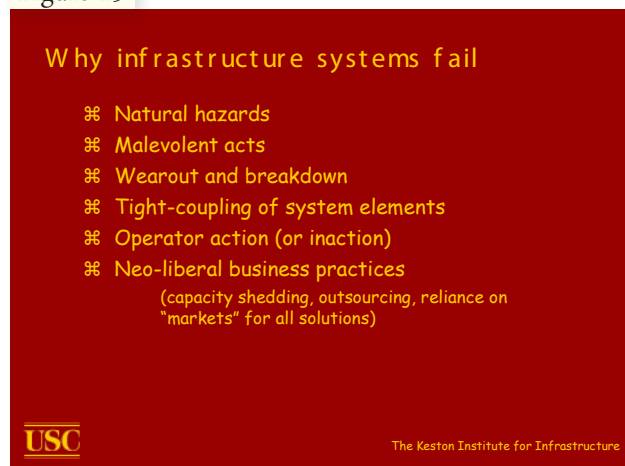 Why infrastructure systems fail
⌘ Natural hazards
⌘ Malevolent acts
⌘ Wearout and breakdown
⌘ Tight-coupling of system elements
⌘ Operator action (or inaction)
⌘ Neo-liberal business practices
(capacity shedding, outsourcing, reliance on
"markets" for all solutions)
USC
The Keston Institute for Infrastructure